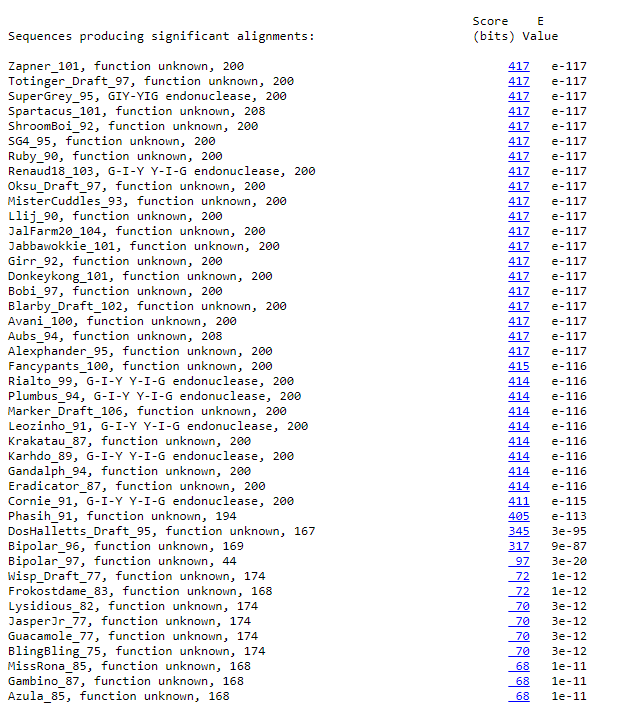 Score    E
Sequences producing significant alignments:                      (bits) Value
Zapner_101, function unknown, 200                                     417   e-117
Totinger_Draft_97, function unknown, 200                              417   e-117
SuperGrey_95, GIY-YIG endonuclease, 200                               417   e-117
Spartacus_101, function unknown, 208                                  417   e-117
ShroomBoi_92, function unknown, 200                                   417   e-117
SG4_95, function unknown, 200                                         417   e-117
Ruby_90, function unknown, 200                                        417   e-117
Renaud18_103, G-I-Y Y-I-G endonuclease, 200                           417   e-117
Oksu_Draft_97, function unknown, 200                                  417   e-117
MisterCuddles_93, function unknown, 200                               417   e-117
Llij_90, function unknown, 200                                        417   e-117
JalFarm20_104, function unknown, 200                                  417   e-117
Jabbawokkie_101, function unknown, 200                                417   e-117
Girr_92, function unknown, 200                                        417   e-117
Donkeykong_101, function unknown, 200                                 417   e-117
Bobi_97, function unknown, 200                                        417   e-117
Blarby_Draft_102, function unknown, 200                               417   e-117
Avani_100, function unknown, 200                                      417   e-117
Aubs_94, function unknown, 208                                        417   e-117
Alexphander_95, function unknown, 200                                 417   e-117
Fancypants_100, function unknown, 200                                 415   e-116
Rialto_99, G-I-Y Y-I-G endonuclease, 200                              414   e-116
Plumbus_94, G-I-Y Y-I-G endonuclease, 200                             414   e-116
Marker_Draft_106, function unknown, 200                               414   e-116
Leozinho_91, G-I-Y Y-I-G endonuclease, 200                            414   e-116
Krakatau_87, function unknown, 200                                    414   e-116
Karhdo_89, G-I-Y Y-I-G endonuclease, 200                              414   e-116
Gandalph_94, function unknown, 200                                    414   e-116
Eradicator_87, function unknown, 200                                  414   e-116
Cornie_91, G-I-Y Y-I-G endonuclease, 200                              411   e-115
Phasih_91, function unknown, 194                                      405   e-113
DosHalletts_Draft_95, function unknown, 167                           345   3e-95
Bipolar_96, function unknown, 169                                     317   9e-87
Bipolar_97, function unknown, 44                                       97   3e-20
Wisp_Draft_77, function unknown, 174                                   72   1e-12
Frokostdame_83, function unknown, 168                                  72   1e-12
Lysidious_82, function unknown, 174                                    70   3e-12
JasperJr_77, function unknown, 174                                     70   3e-12
Guacamole_77, function unknown, 174                                    70   3e-12
BlingBling_75, function unknown, 174                                   70   3e-12
MissRona_85, function unknown, 168                                     68   1e-11
Gambino_87, function unknown, 168                                      68   1e-11
Azula_85, function unknown, 168                                        68   1e-11